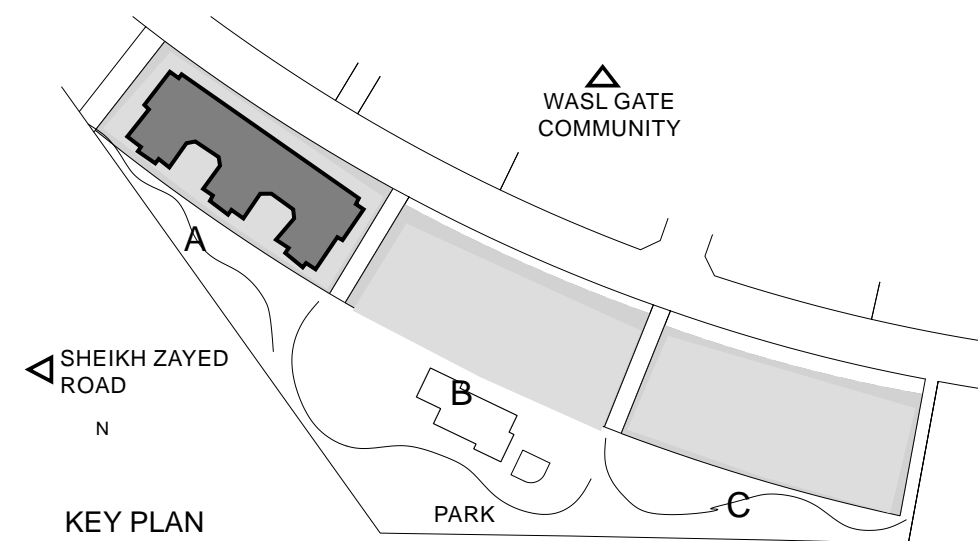 WASL GATE
COMMUNITY
A
SHEIKH ZAYED
ROAD
B
N
C
PARK
KEY PLAN